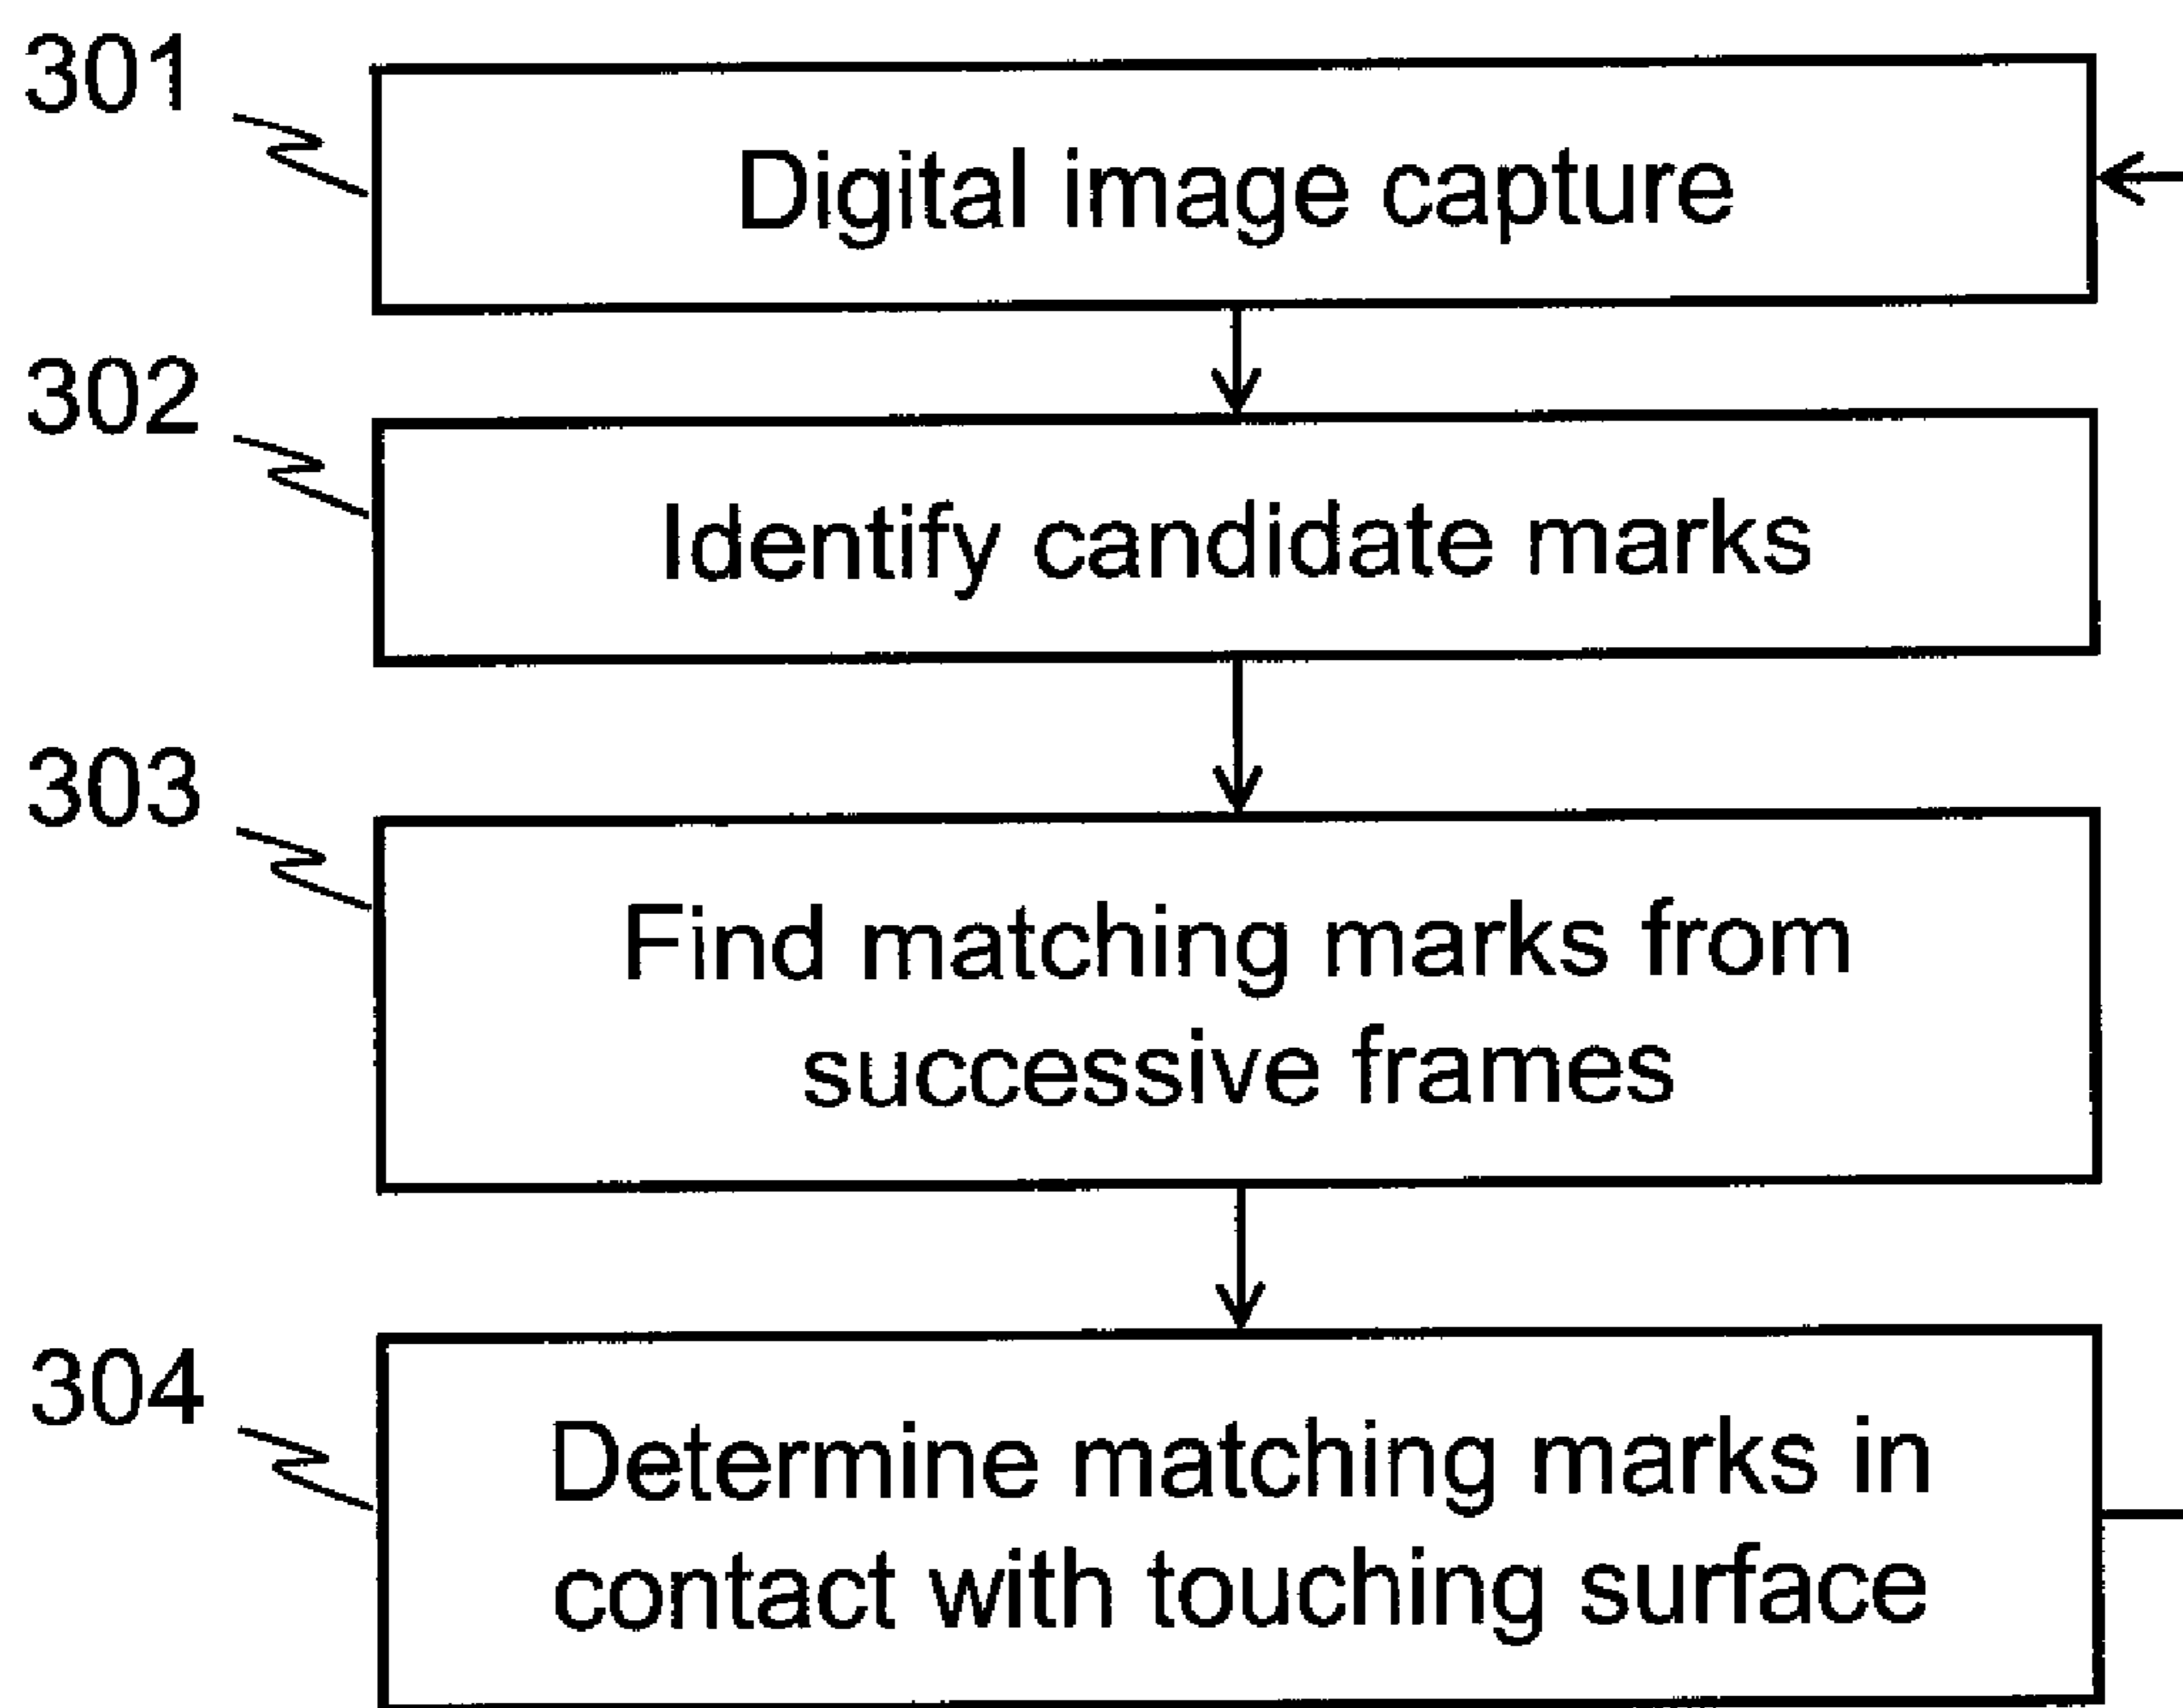 301
Digital image capture
302
Identify candidate marks
303
Find matching marks from
successive frames
304
Determine matching marks in
contact with touching surface